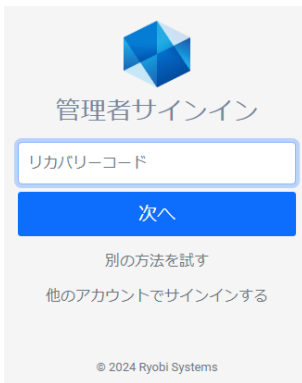 管理者サインイン
リカバリーコード
次へ
別の方法を試す
他のアカウントでサインインする
© 2024 Ryobi Systems